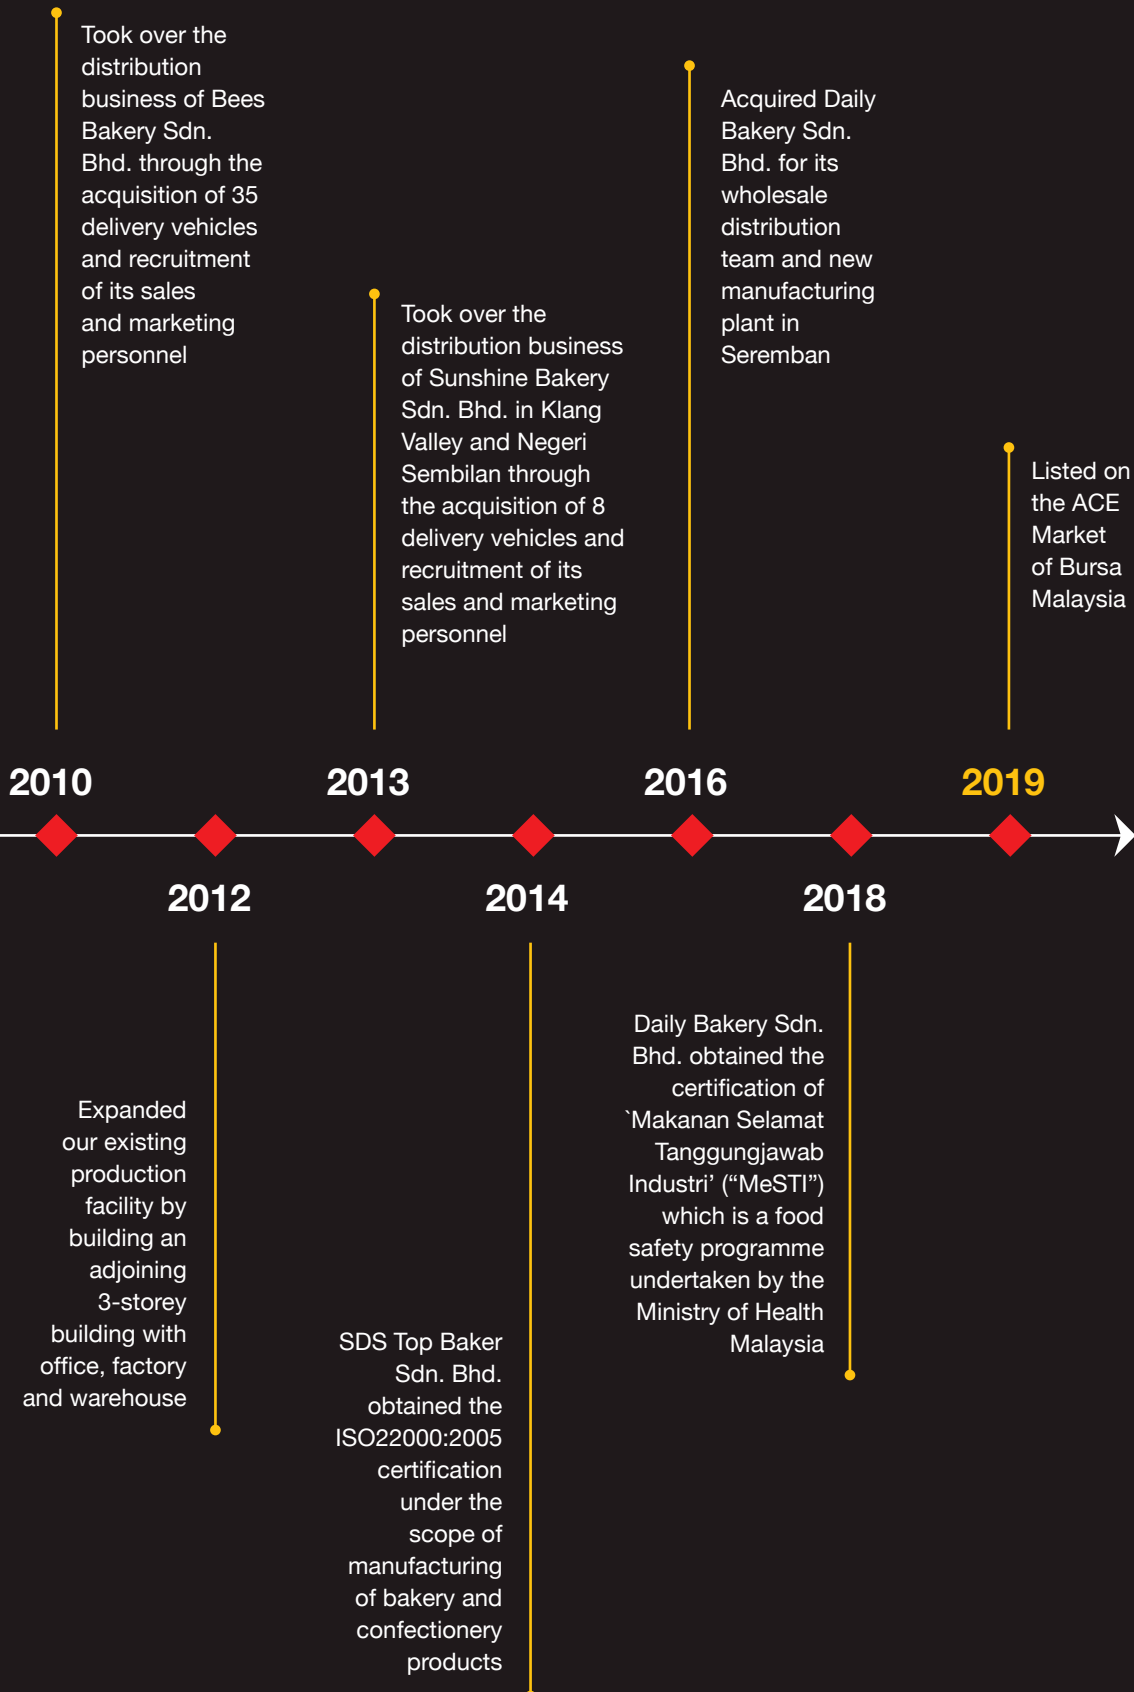 Took over the
distribution
business of Bees
Bakery Sdn.
Bhd. through the
acquisition of 35
delivery vehicles
and recruitment
of its sales
and marketing
personnel
Took over the
distribution business
of Sunshine Bakery
Sdn. Bhd. in Klang
Valley and Negeri
Sembilan through
the acquisition of 8
delivery vehicles and
recruitment of its
sales and marketing
personnel
Acquired Daily
Bakery Sdn.
Bhd. for its
wholesale
distribution
team and new
manufacturing
plant in
Seremban
Listed on
the ACE
Market
of Bursa
Malaysia
2010
2013
2016
2019
2012
2014
2018
Expanded
our existing
production
facility by
building an
adjoining
3-storey
building with
office, factory
and warehouse
SDS Top Baker
Sdn. Bhd.
obtained the
ISO22000:2005
certification
under the
scope of
manufacturing
of bakery and
confectionery
products
Daily Bakery Sdn.
Bhd. obtained the
certification of
`Makanan Selamat
Tanggungjawab
Industri’ (“MeSTI”)
which is a food
safety programme
undertaken by the
Ministry of Health
Malaysia